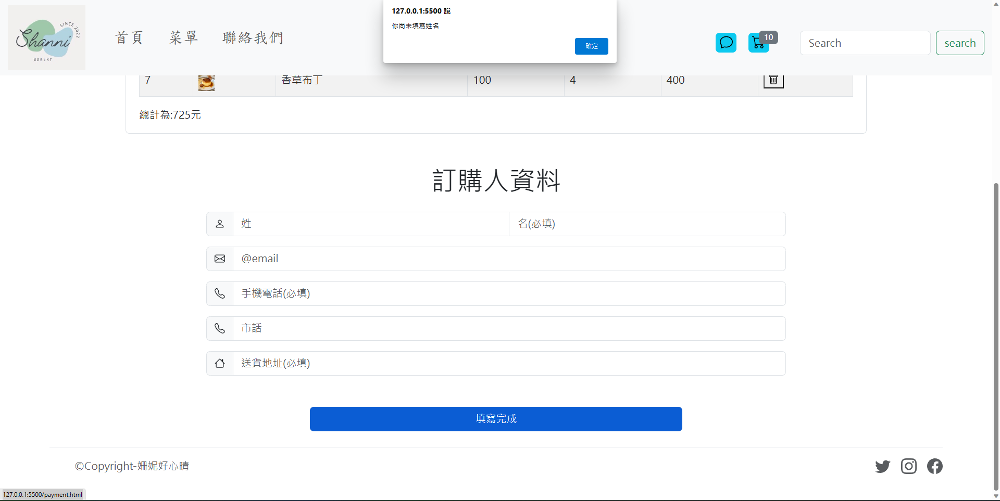 127.0.0.1:5500 說
你尚未填寫姓名
確定
Shanni
SINCE 2022
BAKERY
首頁 菜單 聯絡我們
10
Search
search
7 香草布丁 100 4 400
總計為:725元
訂購人資料
姓 名(必填)
@email
手機電話(必填)
市話
送貨地址(必填)
填寫完成
©Copyright-姍妮好心晴
127.0.0.1:5500/payment.html